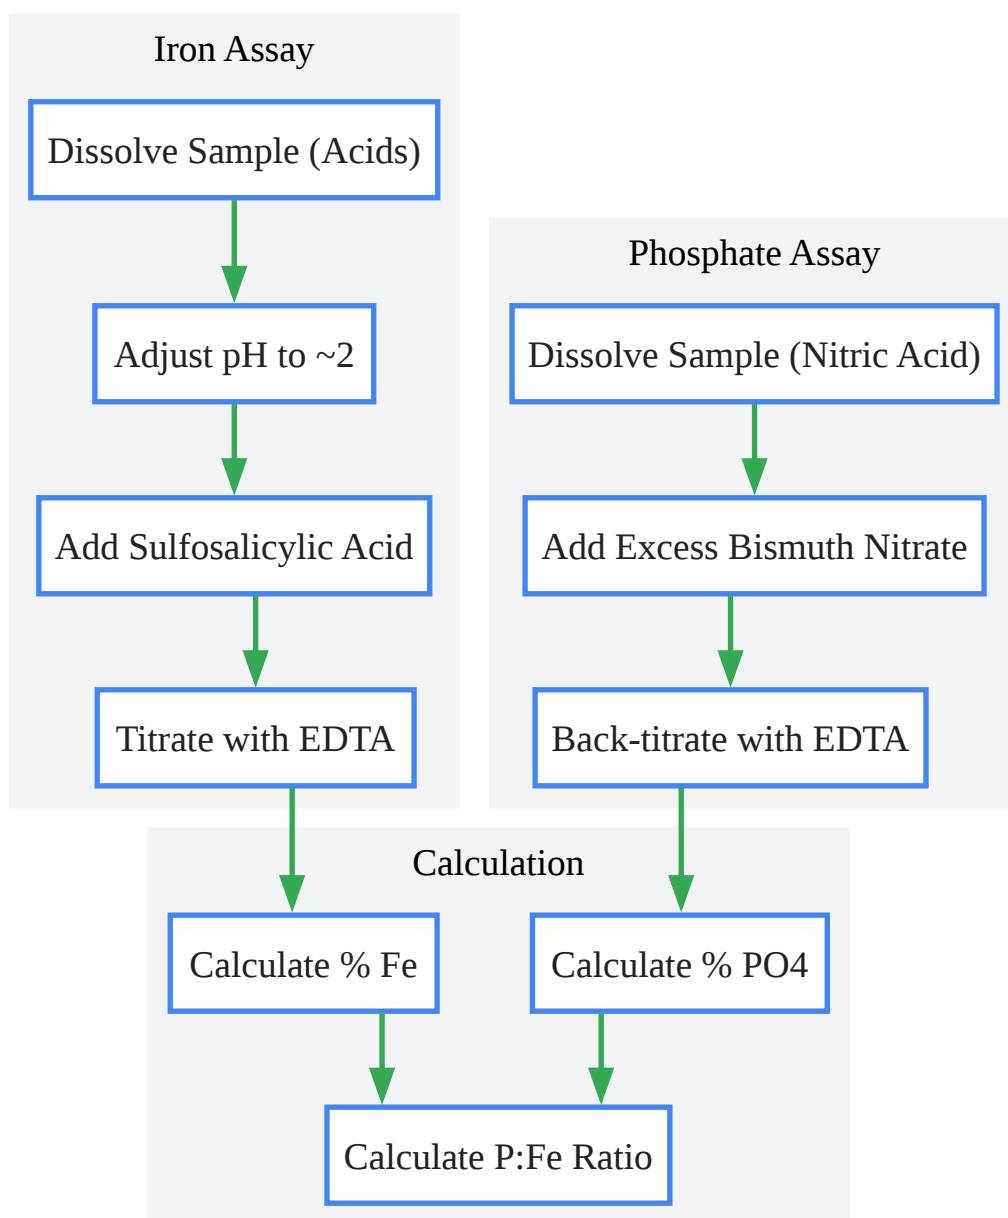 Iron Assay
Dissolve Sample (Acids)
Adjust pH to ~2
Add Sulfosalicylic Acid
Titrate with EDTA
Phosphate Assay
Dissolve Sample (Nitric Acid)
Add Excess Bismuth Nitrate
Back-titrate with EDTA
Calculation
Calculate % Fe
Calculate % PO4
Calculate P:Fe Ratio